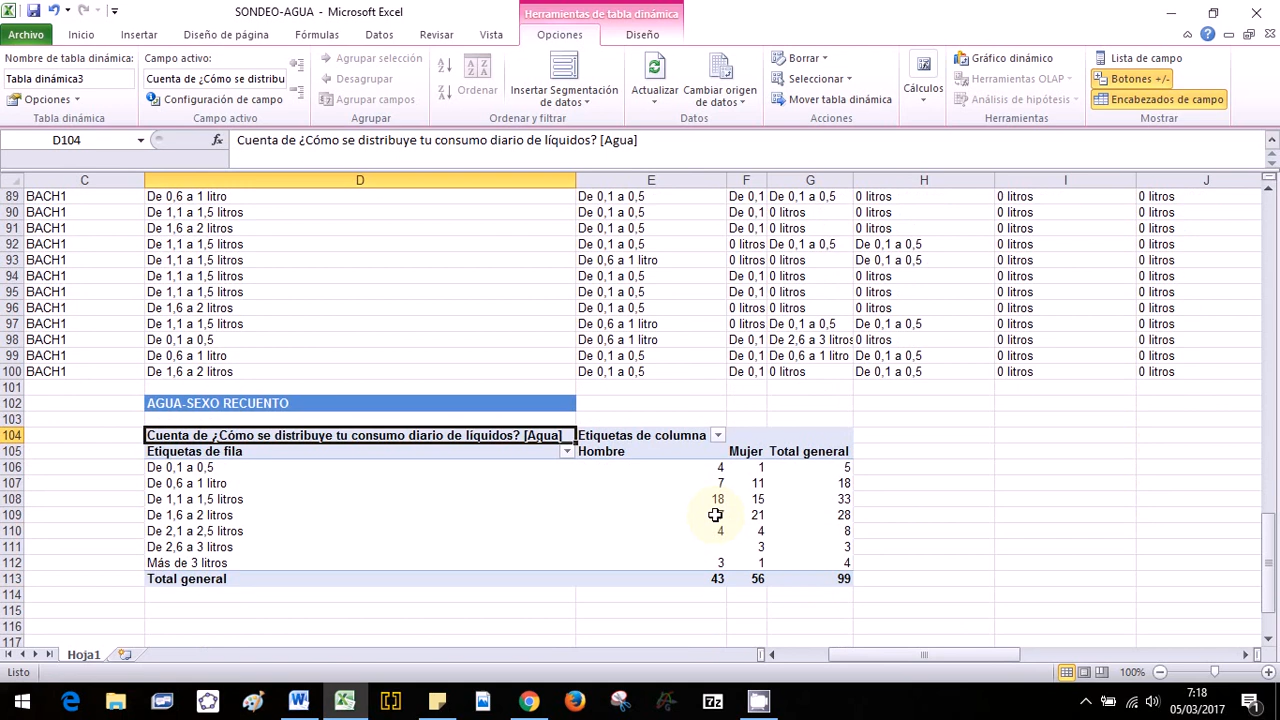 SONDEO-AGUA - Microsoft Excel
Herramientas de tabla dinámica
Archivo Inicio Insertar Diseño de página Fórmulas Datos Revisar Vista Opciones Diseño
Nombre de tabla dinámica: Campo activo: Agrupar selección Borrar Gráfico dinámico Lista de campo
Tabla dinámica3 Cuenta de ¿Cómo se distribu Desagrupar Ordenar Insertar Segmentación de datos Actualizar Cambiar origen de datos Seleccionar Cálculos Herramientas OLAP Botones +/-
Opciones Configuración de campo Agrupar campos Mover tabla dinámica Análisis de hipótesis Encabezados de campo
Tabla dinámica Campo activo Agrupar Ordenar y filtrar Datos Acciones Herramientas Mostrar
D104 fx Cuenta de ¿Cómo se distribuye tu consumo diario de líquidos? [Agua]
C D E F G H I J
89 BACH1 De 0,6 a 1 litro De 0,1 a 0,5 De 0,1 De 0,1 a 0,5 0 litros 0 litros 0 litros
90 BACH1 De 1,1 a 1,5 litros De 0,1 a 0,5 De 0,1 0 litros 0 litros 0 litros 0 litros
91 BACH1 De 1,6 a 2 litros De 0,1 a 0,5 De 0,1 0 litros 0 litros 0 litros 0 litros
92 BACH1 De 1,1 a 1,5 litros De 0,1 a 0,5 0 litros De 0,1 a 0,5 De 0,1 a 0,5 0 litros 0 litros
93 BACH1 De 1,1 a 1,5 litros De 0,6 a 1 litro 0 litros 0 litros De 0,1 a 0,5 0 litros 0 litros
94 BACH1 De 1,1 a 1,5 litros De 0,1 a 0,5 De 0,1 0 litros 0 litros 0 litros 0 litros
95 BACH1 De 1,1 a 1,5 litros De 0,1 a 0,5 De 0,1 0 litros 0 litros 0 litros 0 litros
96 BACH1 De 1,6 a 2 litros De 0,1 a 0,5 0 litros 0 litros 0 litros 0 litros 0 litros
97 BACH1 De 1,1 a 1,5 litros De 0,6 a 1 litro 0 litros De 0,1 a 0,5 De 0,1 a 0,5 0 litros 0 litros
98 BACH1 De 0,1 a 0,5 De 0,6 a 1 litro De 0,1 De 2,6 a 3 litros 0 litros 0 litros 0 litros
99 BACH1 De 0,6 a 1 litro De 0,1 a 0,5 De 0,1 De 0,6 a 1 litro De 0,1 a 0,5 0 litros 0 litros
100 BACH1 De 1,6 a 2 litros De 0,1 a 0,5 De 0,1 0 litros 0 litros 0 litros 0 litros
101
102 AGUA-SEXO RECUENTO
103
104 Cuenta de ¿Cómo se distribuye tu consumo diario de líquidos? [Agua] Etiquetas de columna
105 Etiquetas de fila Hombre Mujer Total general
106 De 0,1 a 0,5 4 1 5
107 De 0,6 a 1 litro 7 11 18
108 De 1,1 a 1,5 litros 18 15 33
109 De 1,6 a 2 litros 21 28
110 De 2,1 a 2,5 litros 4 4 8
111 De 2,6 a 3 litros 3 3
112 Más de 3 litros 3 1 4
113 Total general 43 56 99
114
115
116
117
Hoja1
Listo 100%
7:18
05/03/2017